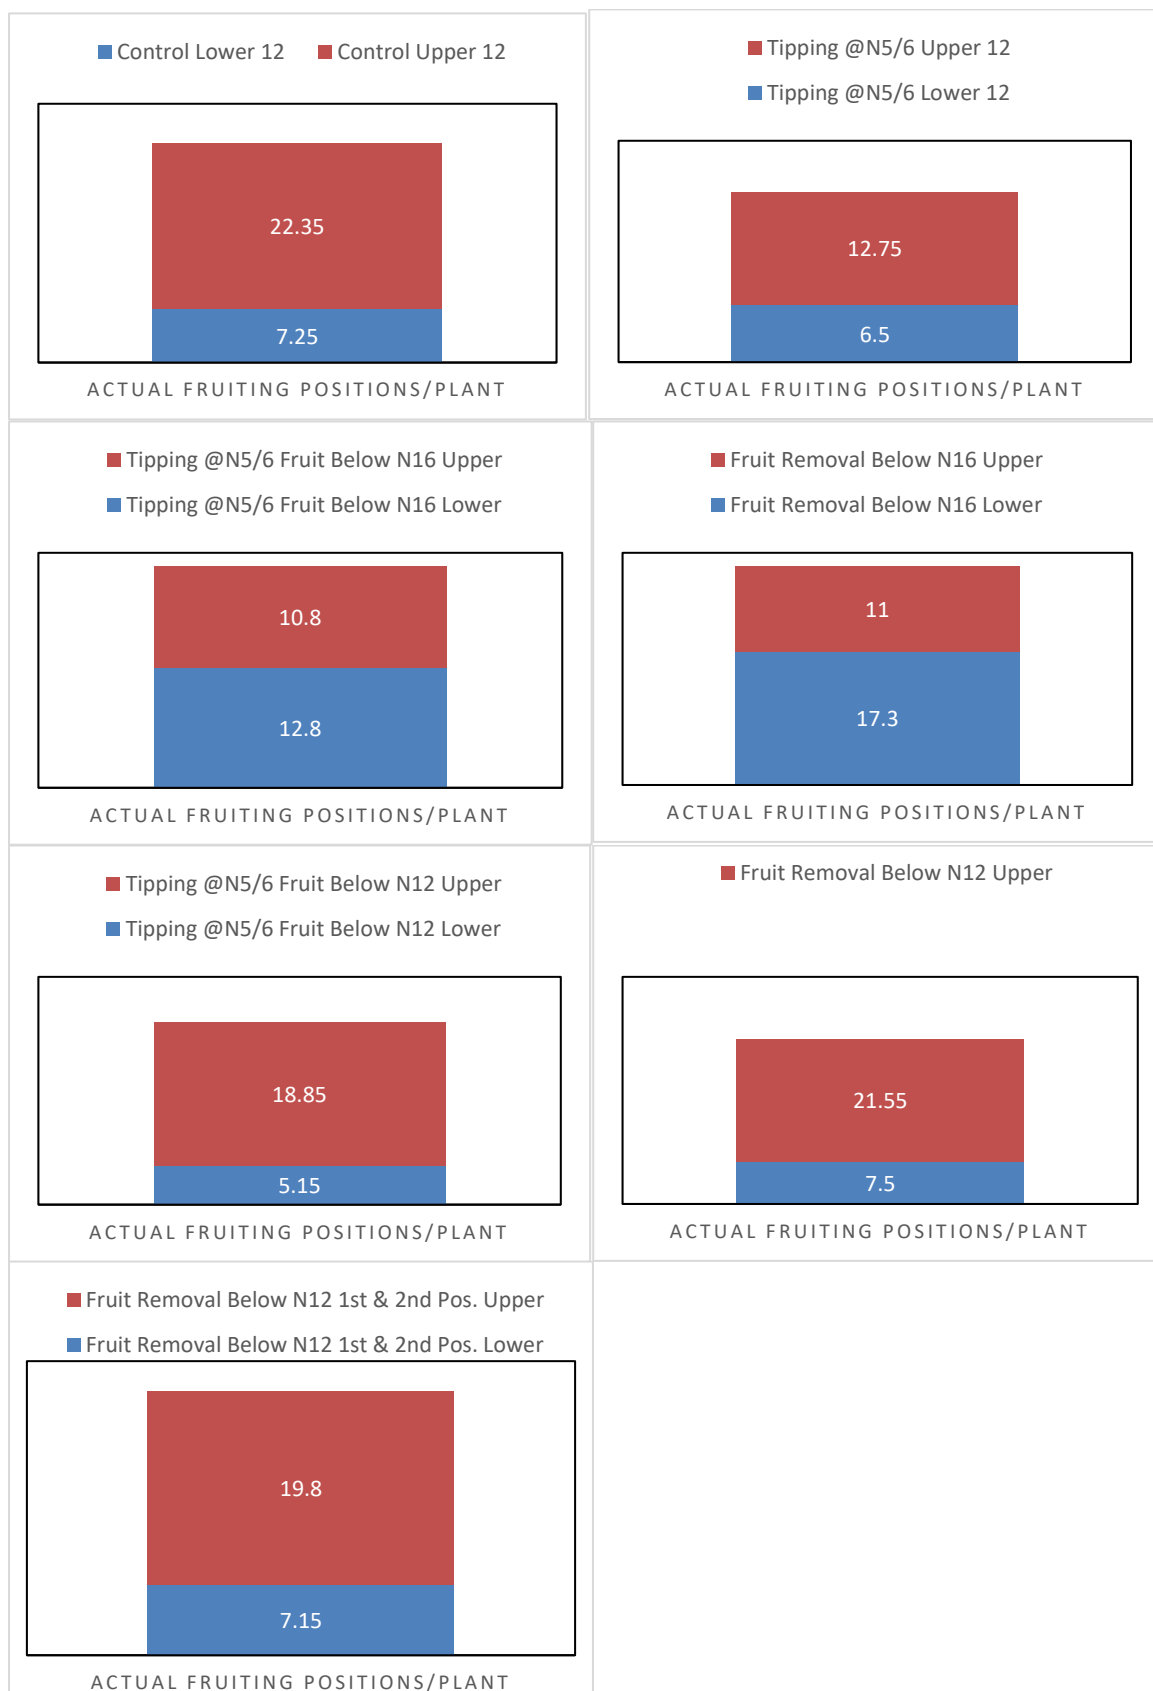 Control Lower 12 Control Upper 12
22.35
7.25
ACTUAL FRUITING POSITIONS/PLANT
Tipping @N5/6 Upper 12
Tipping @N5/6 Lower 12
12.75
6.5
ACTUAL FRUITING POSITIONS/PLANT
Tipping @N5/6 Fruit Below N16 Upper
Tipping @N5/6 Fruit Below N16 Lower
10.8
12.8
ACTUAL FRUITING POSITIONS/PLANT
Fruit Removal Below N16 Upper
Fruit Removal Below N16 Lower
11
17.3
ACTUAL FRUITING POSITIONS/PLANT
Tipping @N5/6 Fruit Below N12 Upper
Tipping @N5/6 Fruit Below N12 Lower
18.85
5.15
ACTUAL FRUITING POSITIONS/PLANT
Fruit Removal Below N12 Upper
21.55
7.5
ACTUAL FRUITING POSITIONS/PLANT
Fruit Removal Below N12 1st & 2nd Pos. Upper
Fruit Removal Below N12 1st & 2nd Pos. Lower
19.8
7.15
ACTUAL FRUITING POSITIONS/PLANT